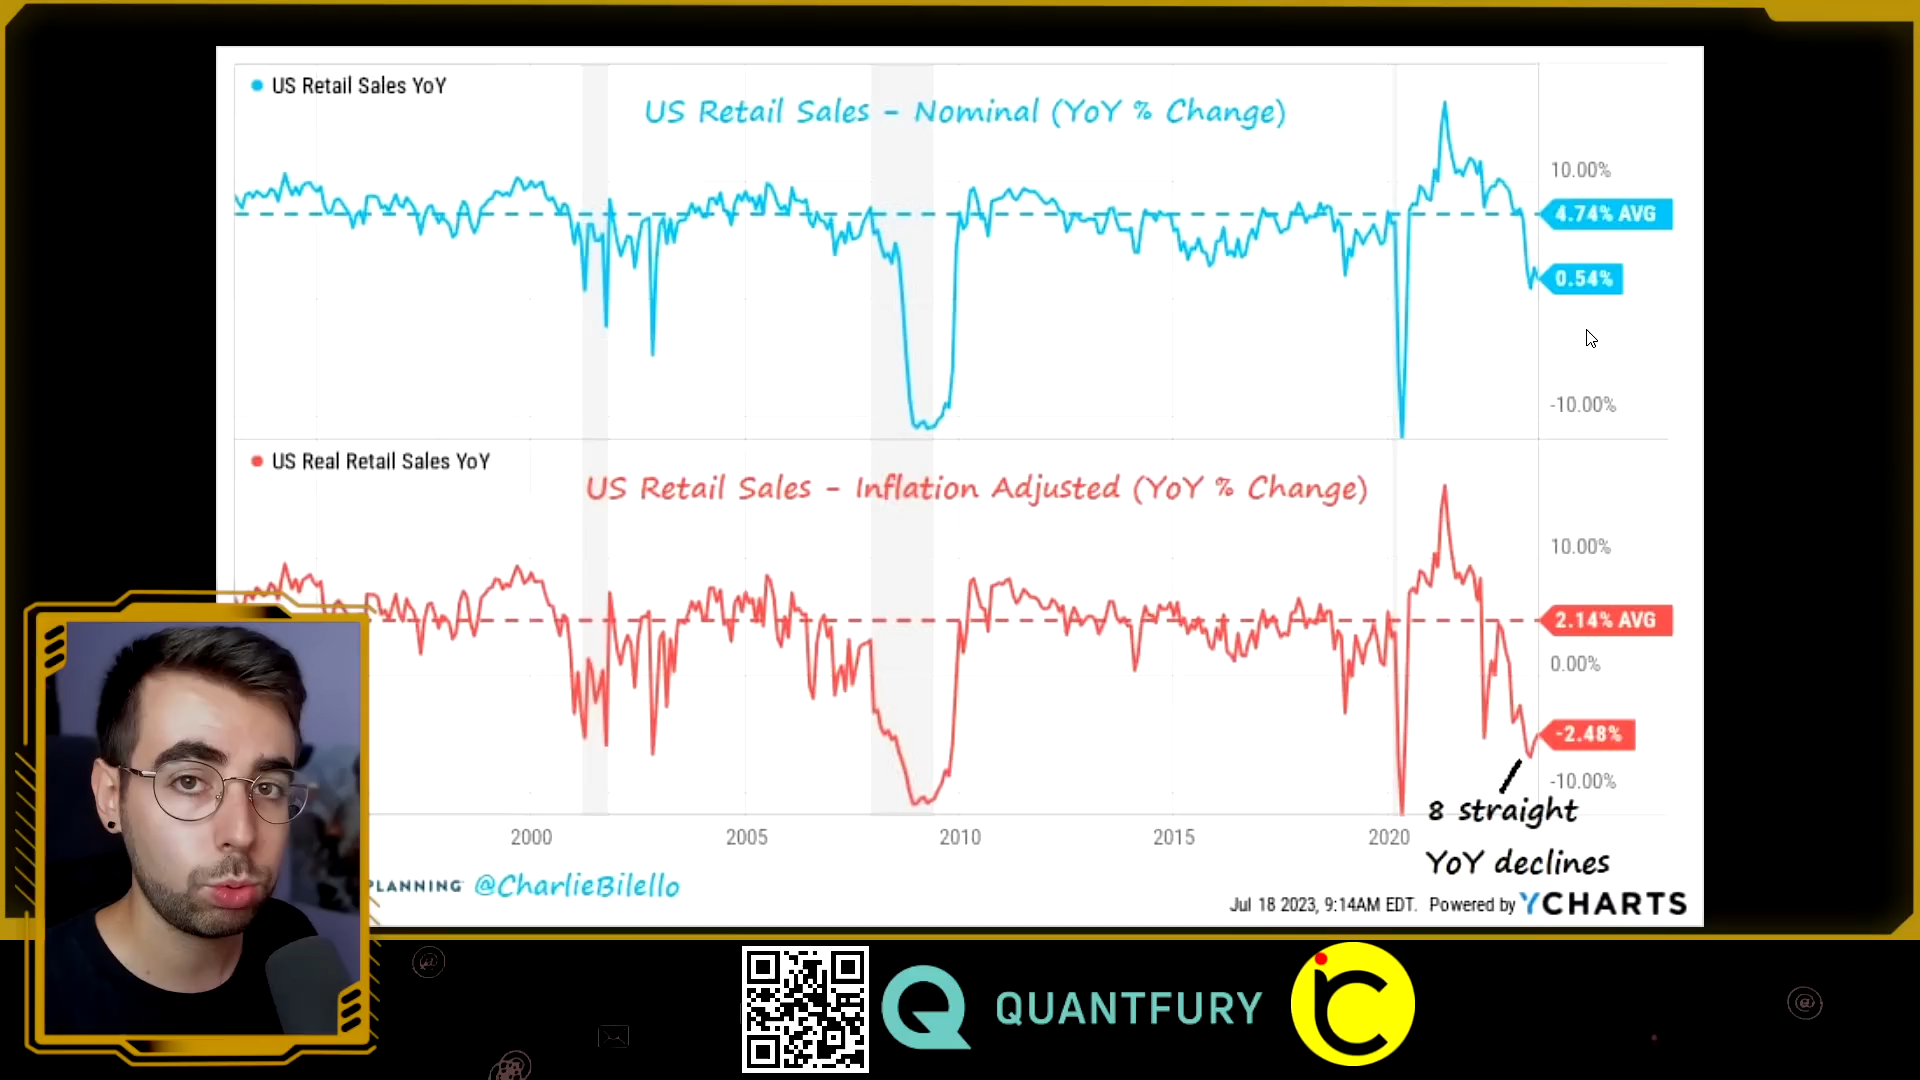 US Retail Sales YoY
US Retail Sales – Nominal (YoY % Change)
10.00%
4.74% AVG
0.54%
-10.00%
US Real Retail Sales YoY
US Retail Sales – Inflation Adjusted (YoY % Change)
10.00%
2.14% AVG
0.00%
-2.48%
-10.00%
8 straight
YoY declines
2000 2005 2010 2015 2020
PLANNING @CharlieBilello
Jul 18 2023, 9:14AM EDT. Powered by YCHARTS
QUANTFURY